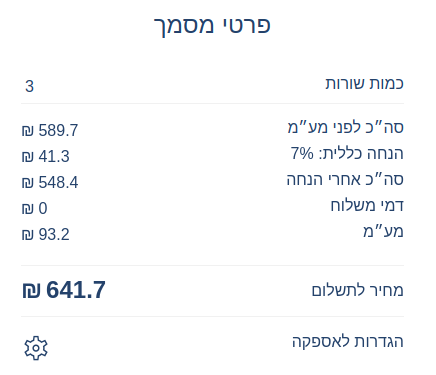 פרטי מסמך
כמות שורות 3
סה״כ לפני מע״מ 589.7 ₪
הנחה כללית: 7% 41.3 ₪
סה״כ אחרי הנחה 548.4 ₪
דמי משלוח 0 ₪
מע״מ 93.2 ₪
מחיר לתשלום 641.7 ₪
הגדרות לאספקה